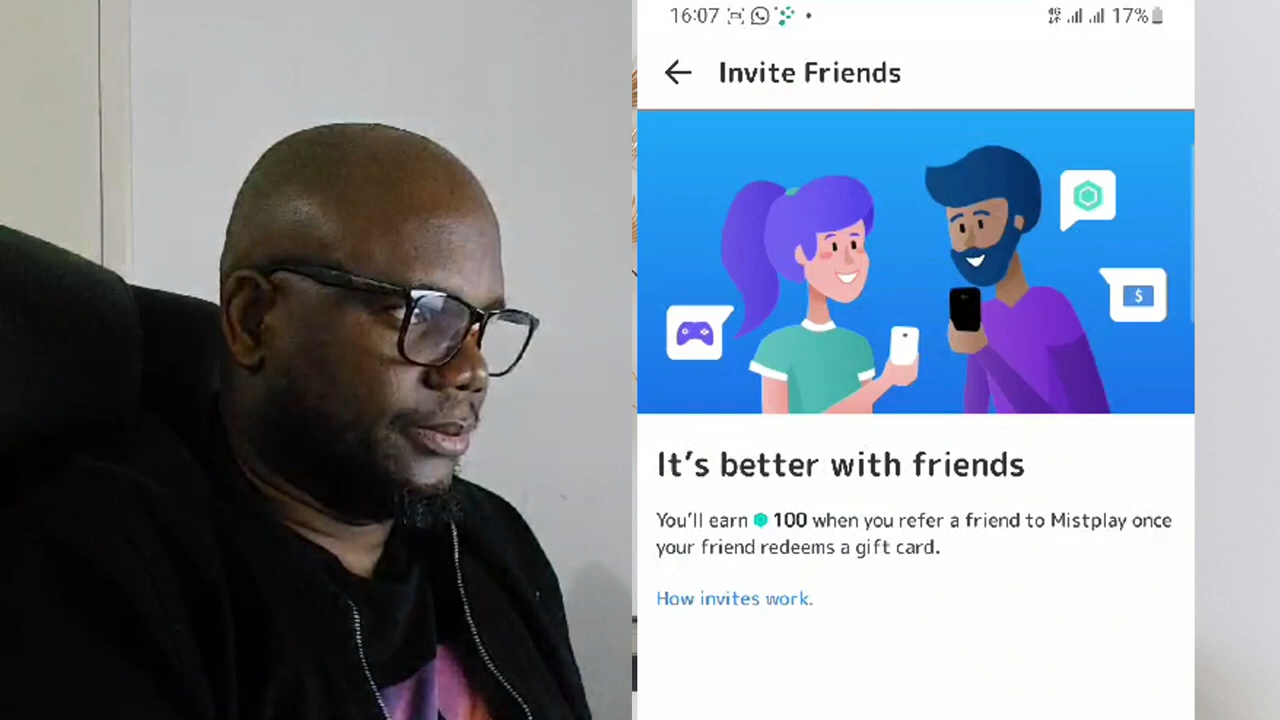 16:07
4G
17%
Invite Friends
$
It's better with friends
You'll earn 100 when you refer a friend to Mistplay once
your friend redeems a gift card.
How invites work.